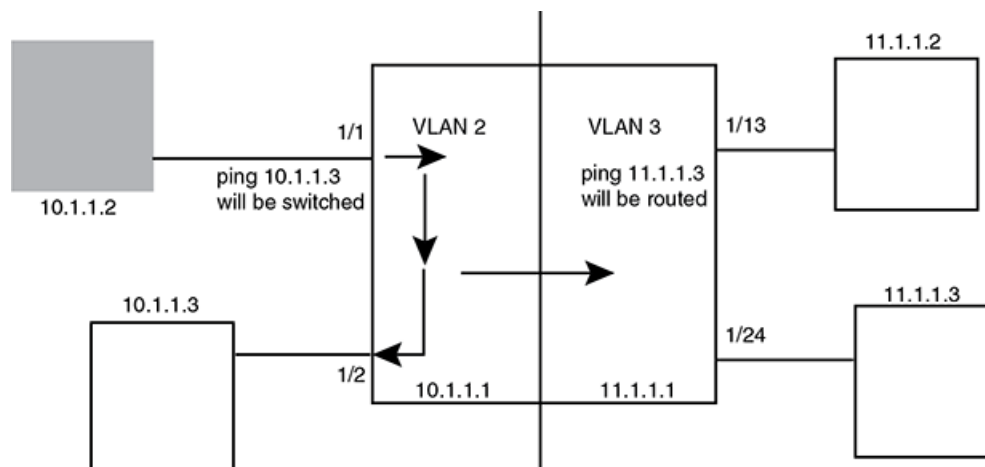 11.1.1.2
1/1
VLAN 2
VLAN 3
1/13
ping 10.1.1.3
will be switched
ping 11.1.1.3
will be routed
10.1.1.2
10.1.1.3
11.1.1.3
1/2
1/24
10.1.1.1
11.1.1.1